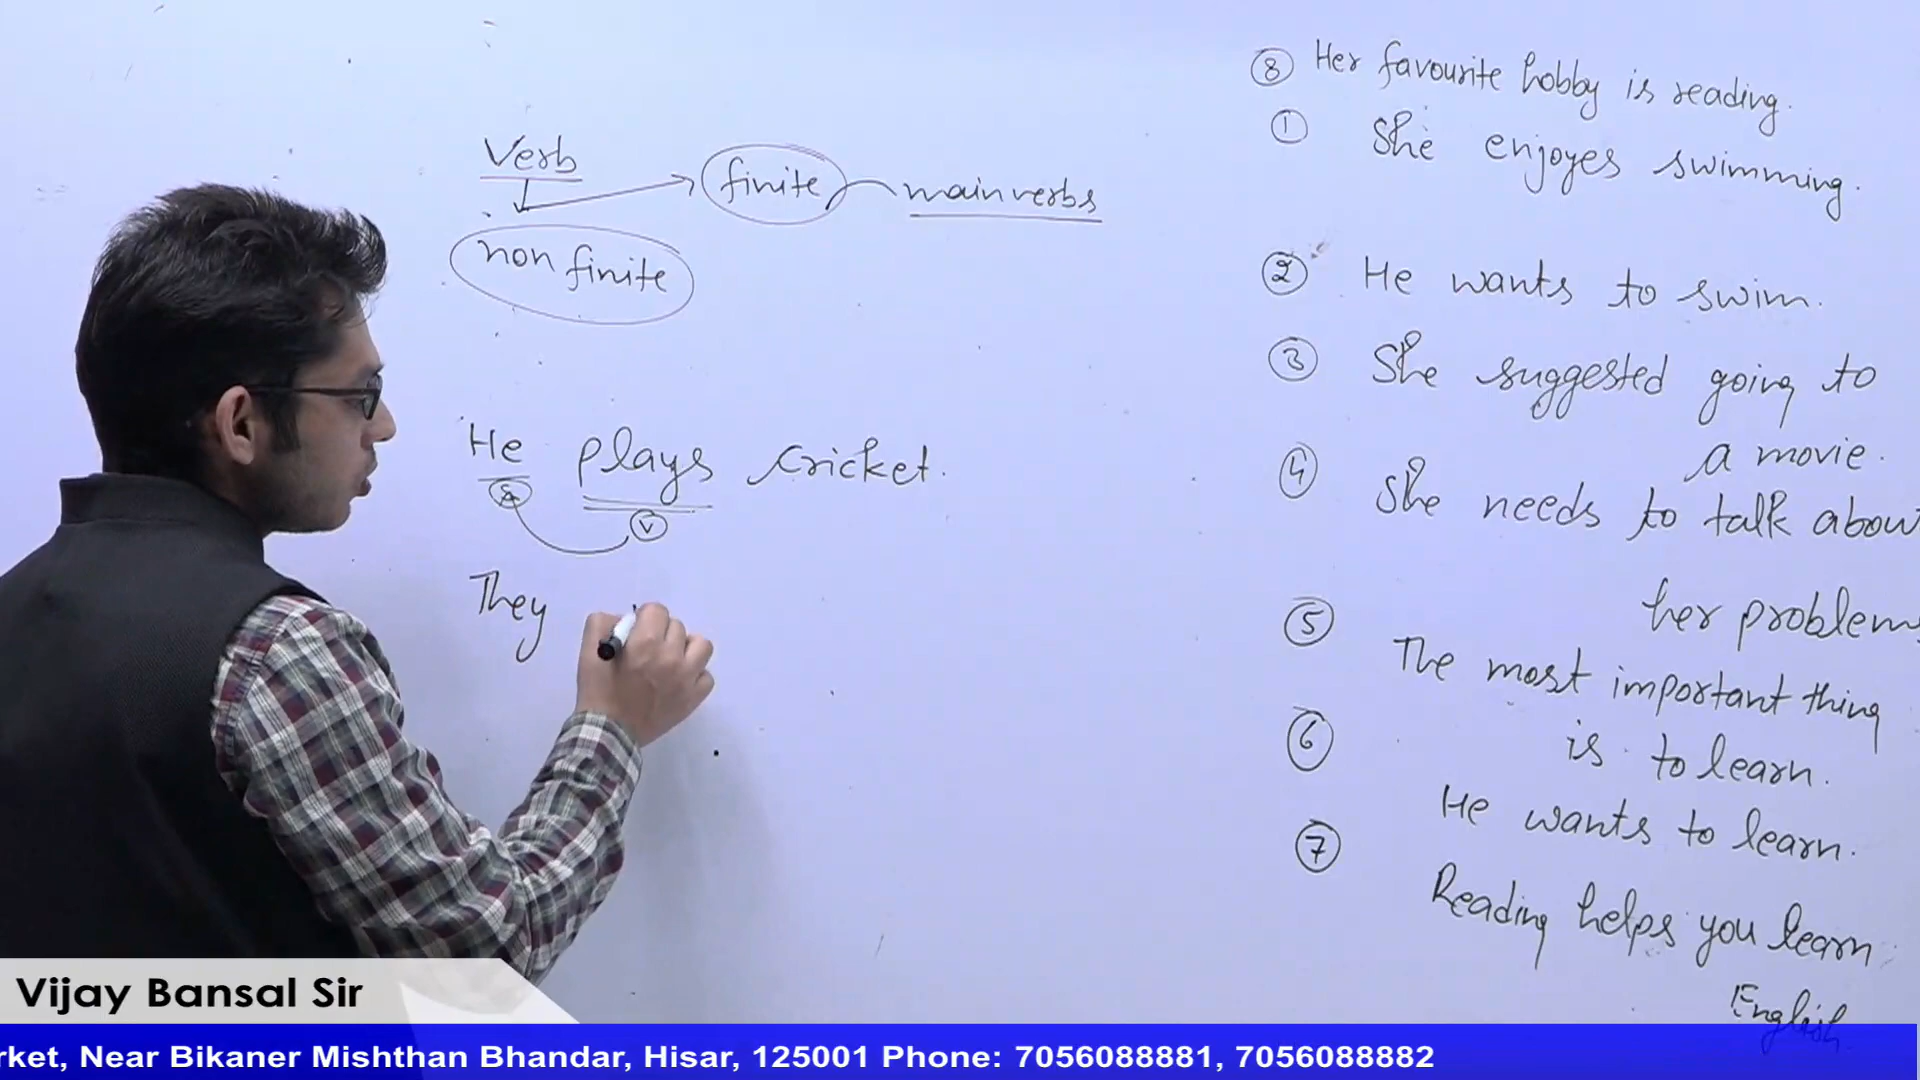 Verb
finite
main verbs
non finite
He plays cricket.
S
V
They
8 Her favourite hobby is reading.
1 She enjoyes swimming.
2 He wants to swim.
3 She suggested going to
a movie.
4 She needs to talk about
her problems
5 The most important thing
is to learn.
6 He wants to learn.
7 Reading helps you learn
English.
Vijay Bansal Sir
rket, Near Bikaner Mishthan Bhandar, Hisar, 125001 Phone: 7056088881, 7056088882